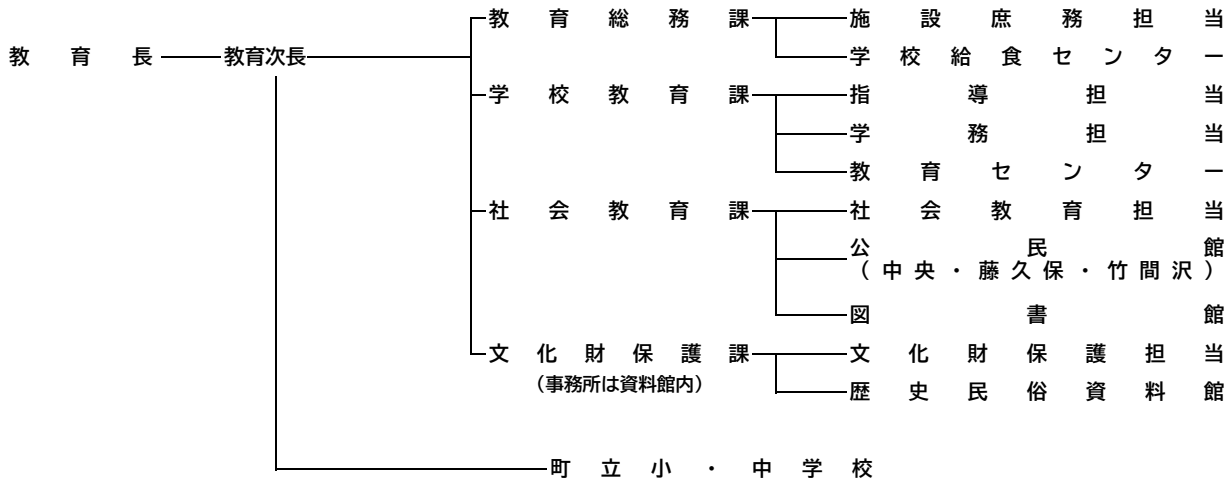 教育総務課 施設庶務担当
教育長 教育次長 学校給食センター
学校教育課 指導担当
学務担当
教育センター
社会教育課 社会教育担当
公民館
（中央・藤久保・竹間沢）
図書館
文化財保護課 文化財保護担当
（事務所は資料館内）
歴史民俗資料館
町立小・中学校